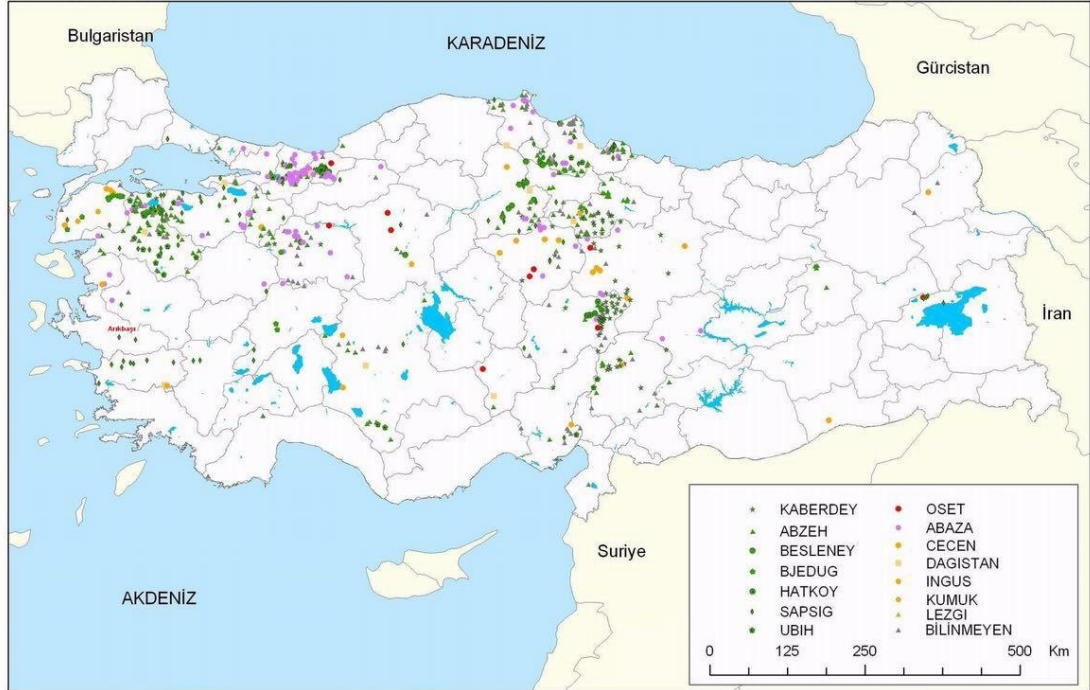 Bulgaristan
KARADENİZ
Gürcistan
İran
Arıkbaşı
Suriye
AKDENİZ
KABERDEY
ABZEH
BESLENEY
BJEDUG
HATKOY
SAPSIG
UBIH
OSET
ABAZA
CECEN
DAGISTAN
INGUS
KUMUK
LEZGI
BİLİNMEYEN
0 125 250 500 Km